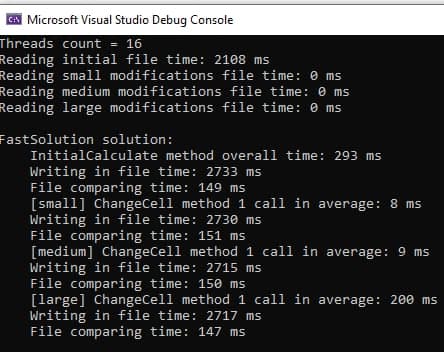 Microsoft Visual Studio Debug Console
Threads count = 16
Reading initial file time: 2108 ms
Reading small modifications file time: 0 ms
Reading medium modifications file time: 0 ms
Reading large modifications file time: 0 ms
FastSolution solution:
InitialCalculate method overall time: 293 ms
Writing in file time: 2733 ms
File comparing time: 149 ms
[small] ChangeCell method 1 call in average: 8 ms
Writing in file time: 2730 ms
File comparing time: 151 ms
[medium] ChangeCell method 1 call in average: 9 ms
Writing in file time: 2715 ms
File comparing time: 150 ms
[large] ChangeCell method 1 call in average: 200 ms
Writing in file time: 2717 ms
File comparing time: 147 ms